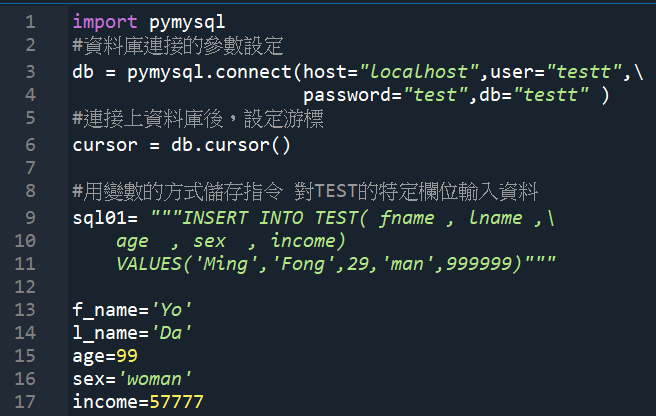 1 import pymysql
2 #資料庫連接的參數設定
3 db = pymysql.connect(host="localhost",user="testt",\
4                      password="test",db="testt" )
5 #連接上資料庫後，設定游標
6 cursor = db.cursor()
7
8 #用變數的方式儲存指令 對TEST的特定欄位輸入資料
9 sql01= """INSERT INTO TEST( fname , lname ,\
10     age  , sex  , income)
11     VALUES('Ming','Fong',29,'man',999999)"""
12
13 f_name='Yo'
14 l_name='Da'
15 age=99
16 sex='woman'
17 income=57777